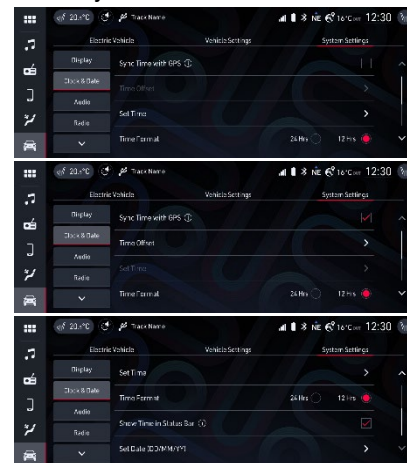 20.5°C Track Name NE 16°C 12:30
Electric Vehicle Vehicle Settings System Settings
Display
Clock & Date
Audio
Radio
Sync Time with GPS
Time Offset
Set Time
Time Format 24 Hrs 12 Hrs
20.5°C Track Name NE 16°C 12:30
Electric Vehicle Vehicle Settings System Settings
Display
Clock & Date
Audio
Radio
Sync Time with GPS
Time Offset
Set Time
Time Format 24 Hrs 12 Hrs
20.5°C Track Name NE 16°C 12:30
Electric Vehicle Vehicle Settings System Settings
Display
Clock & Date
Audio
Radio
Set Time
Time Format 24 Hrs 12 Hrs
Show Time in Status Bar
Set Date (DD/MM/YY)